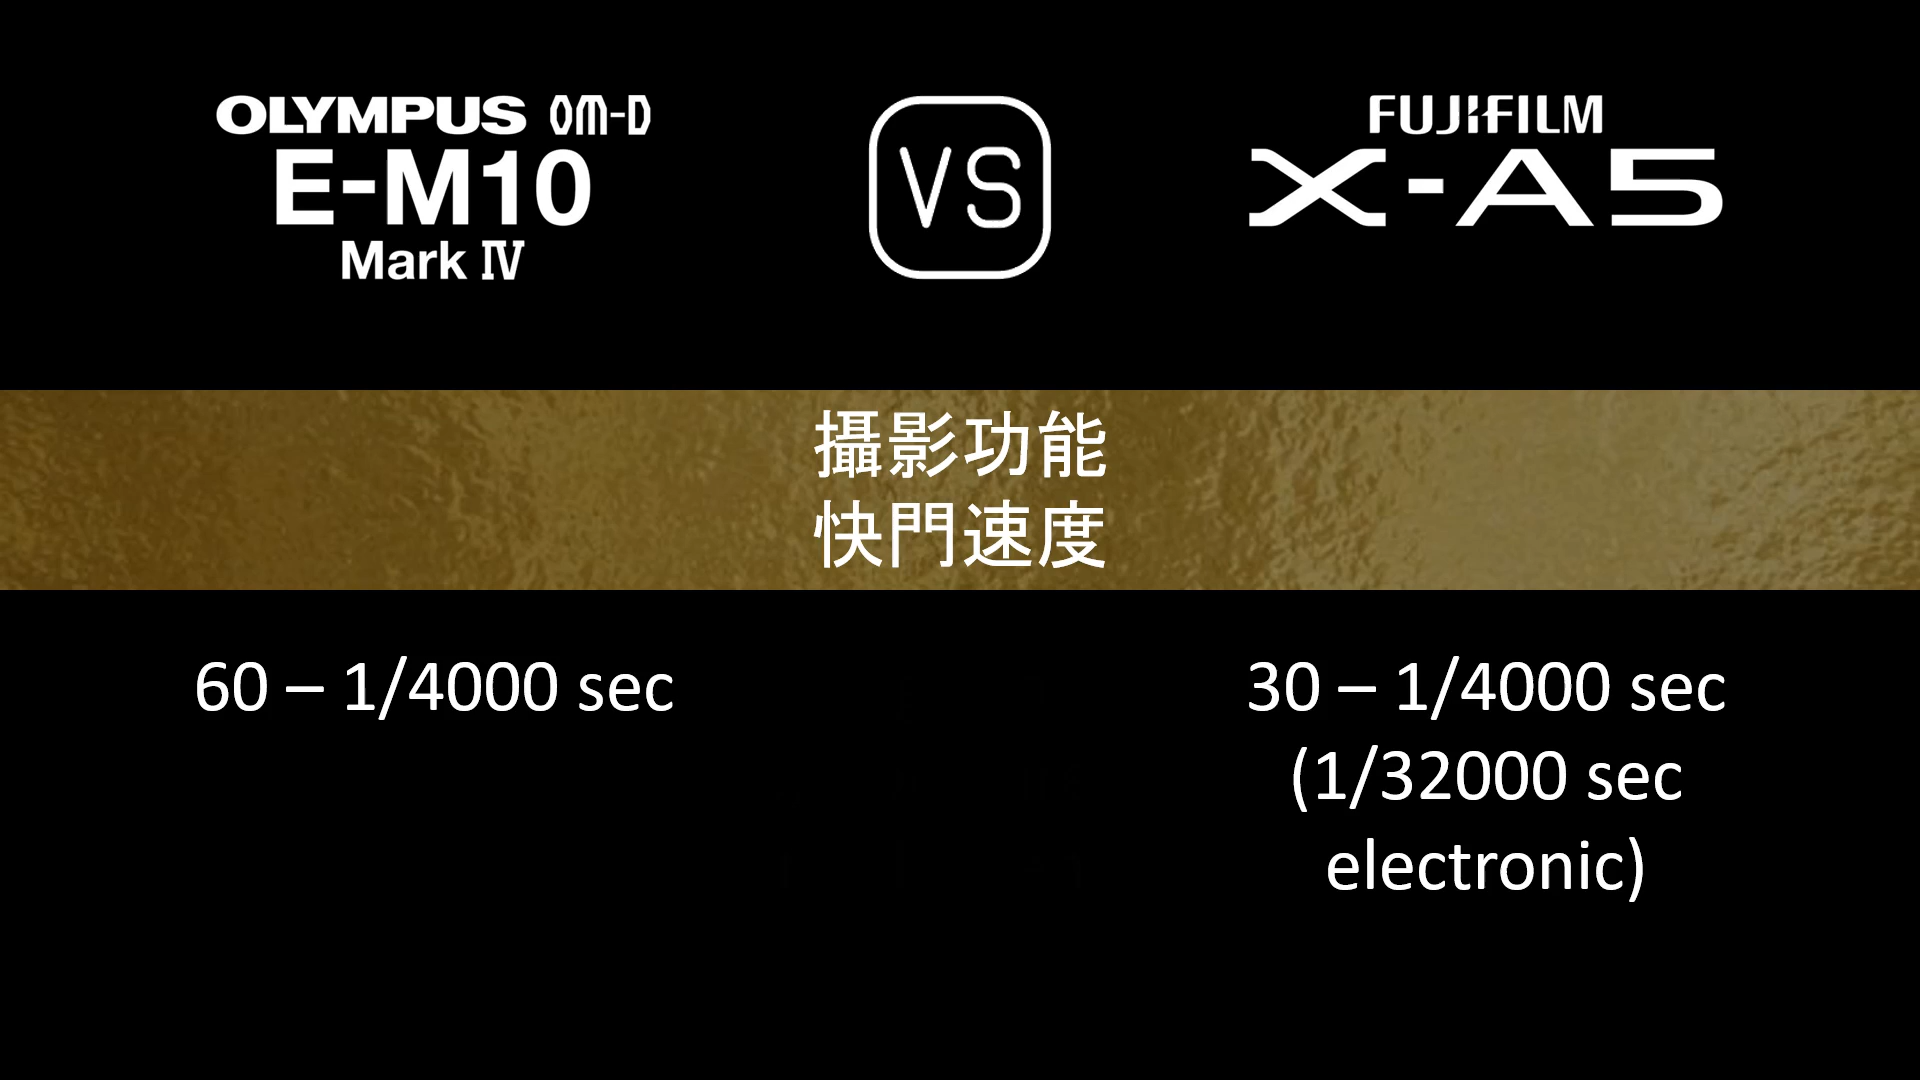 OLYMPUS OM-D
E-M10
Mark IV
VS
FUJIFILM
X-A5
攝影功能
快門速度
60 – 1/4000 sec
30 – 1/4000 sec
(1/32000 sec
electronic)